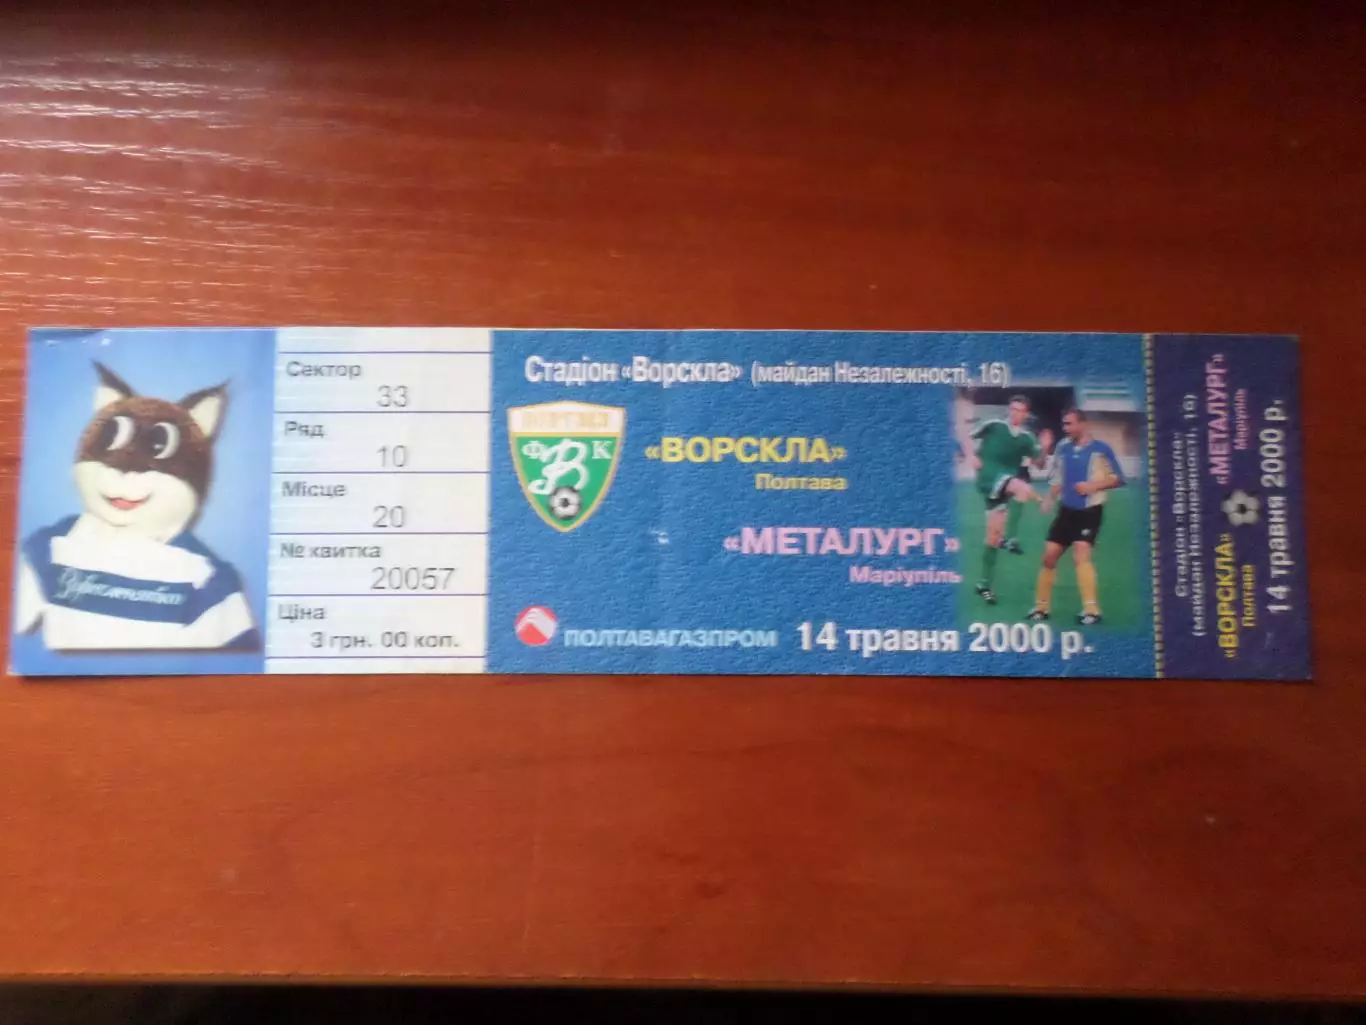 Сектор
33
Ряд
10
Місце
20
№ квитка
20057
Ціна
3 грн. 00 коп.
Стадіон «Ворскла» (майдан Незалежності, 16)
Ф В К
«ВОРСКЛА»
Полтава
«МЕТАЛУРГ»
Маріуполь
ПОЛТАВАГАЗПРОМ
14 травня 2000 р.
Стадіон «Ворскла»
(майдан Незалежності, 16)
«ВОРСКЛА»
Полтава
«МЕТАЛУРГ»
Маріупіль
14 травня 2000 р.